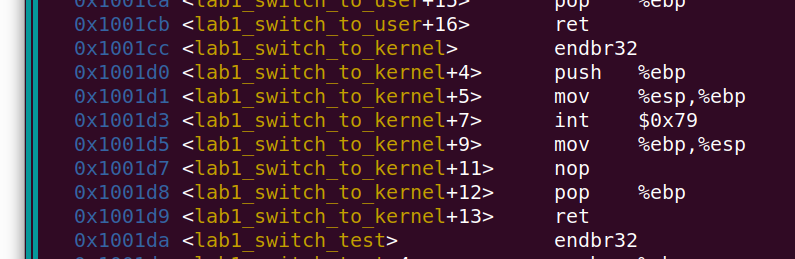 0x1001ca <lab1_switch_to_user+15> pop %ebp
0x1001cb <lab1_switch_to_user+16> ret
0x1001cc <lab1_switch_to_kernel> endbr32
0x1001d0 <lab1_switch_to_kernel+4> push %ebp
0x1001d1 <lab1_switch_to_kernel+5> mov %esp,%ebp
0x1001d3 <lab1_switch_to_kernel+7> int $0x79
0x1001d5 <lab1_switch_to_kernel+9> mov %ebp,%esp
0x1001d7 <lab1_switch_to_kernel+11> nop
0x1001d8 <lab1_switch_to_kernel+12> pop %ebp
0x1001d9 <lab1_switch_to_kernel+13> ret
0x1001da <lab1_switch_test> endbr32